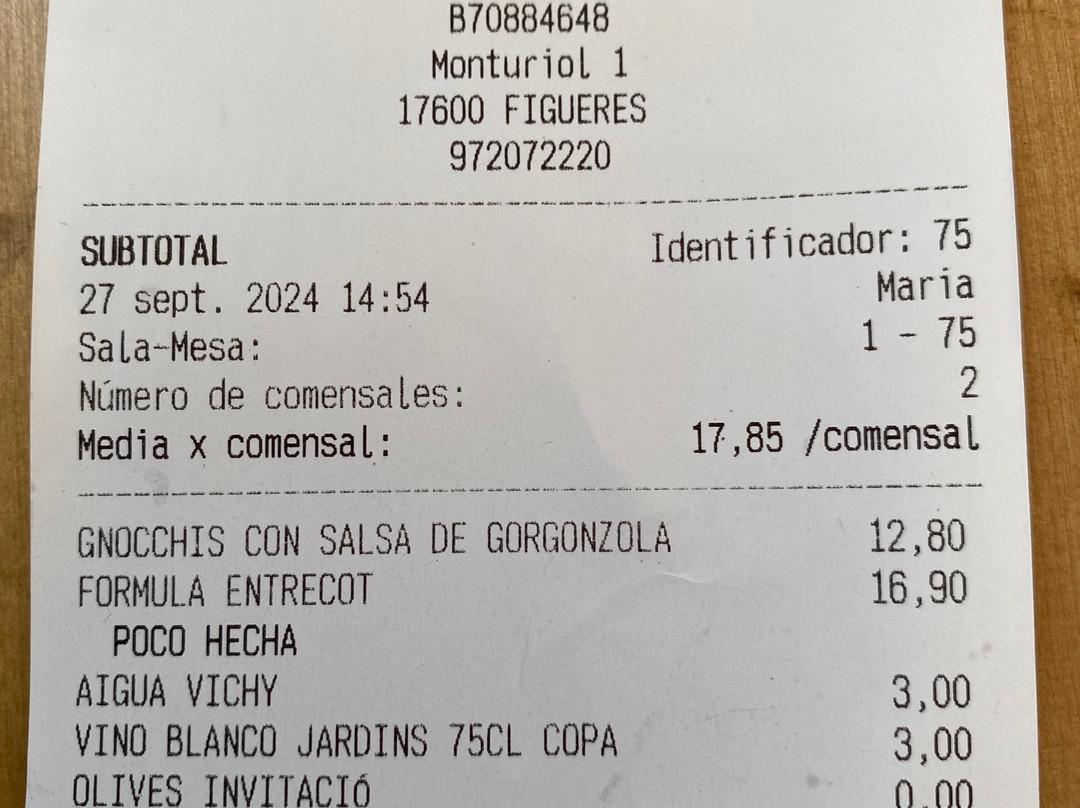 B70884648
Monturiol 1
17600 FIGUERES
972072220
SUBTOTAL Identificador: 75
27 sept. 2024 14:54 Maria
Sala-Mesa: 1 - 75
Número de comensales: 2
Media x comensal: 17,85 /comensal
GNOCCHIS CON SALSA DE GORGONZOLA 12,80
FORMULA ENTRECOT 16,90
POCO HECHA
AIGUA VICHY 3,00
VINO BLANCO JARDINS 75CL COPA 3,00
OLIVES INVITACIÓ 0,00